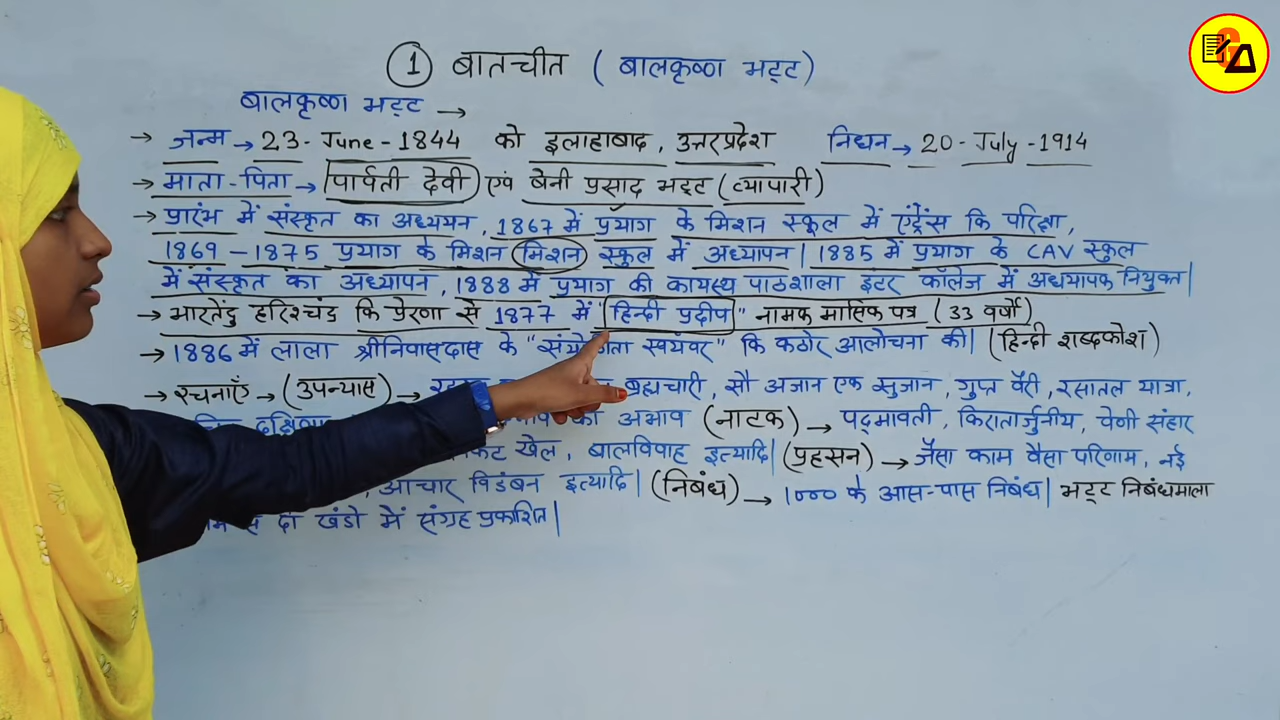 ① बातचीत ( बालकृष्ण भट्ट )
बालकृष्ण भट्ट →
→ जन्म → 23- June - 1844 को इलाहाबाद, उत्तरप्रदेश निधन → 20- July -1914
→ माता-पिता → पार्वती देवी एवं बेनी प्रसाद भट्ट (व्यापारी)
→ प्रारंभ में संस्कृत का अध्ययन, 1867 में प्रयाग के मिशन स्कूल में एंट्रेंस कि परिक्षा,
1869 – 1875 प्रयाग के मिशन मिशन स्कुल में अध्यापन | 1885 में प्रयाग के CAV स्कुल
में संस्कृत का अध्यापन, 1888 में प्रयाग की कायस्थ पाठशाला इंटर कॉलेज में अध्यापक नियुक्त |
→ भारतेंदु हरिश्चंद्र कि प्रेरणा से 1877 में "हिन्दी प्रदीप" नामक मासिक पत्र (33 वर्षो)
→ 1886 में लाला श्रीनिवासदास के स्वयंवर" कि कठोर आलोचना की | (हिन्दी शब्दकोश)
→ रचनाएँ → (उपन्यास) → ब्रह्मचारी, सौ अजान एक सुजान, गुप्त वैरी, रसातल यात्रा,
का अभाव (नाटक) → पद्मावती, किरातार्जुनीय, वेणी संहार
खेल, बालविवाह इत्यादि | (प्रहसन) → जैसा काम वैसा परिणाम, नई
आचार विडंबन इत्यादि | (निबंध) → 1000 के आस-पास निबंध | भट्ट निबंधमाला
खंडो में संग्रह प्रकाशित |